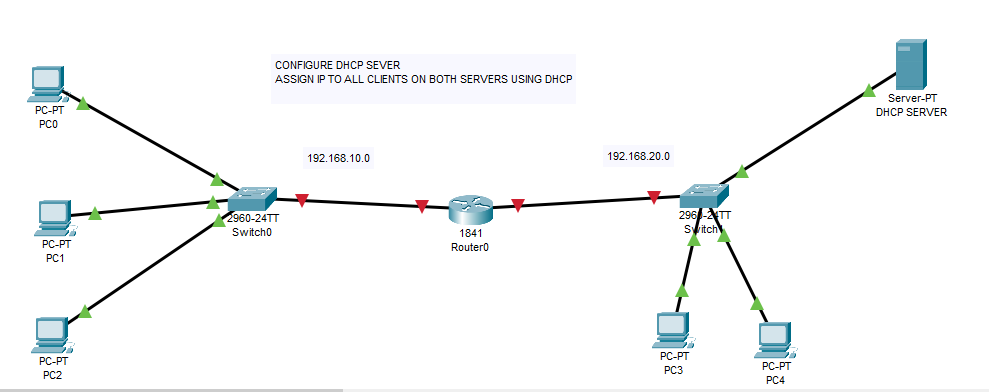 CONFIGURE DHCP SEVER
ASSIGN IP TO ALL CLIENTS ON BOTH SERVERS USING DHCP
Server-PT
DHCP SERVER
PC-PT
PC0
192.168.10.0
192.168.20.0
2960-24TT
Switch0
1841
Router0
2960-24TT
Switch
PC-PT
PC1
PC-PT
PC2
PC-PT
PC3
PC-PT
PC4